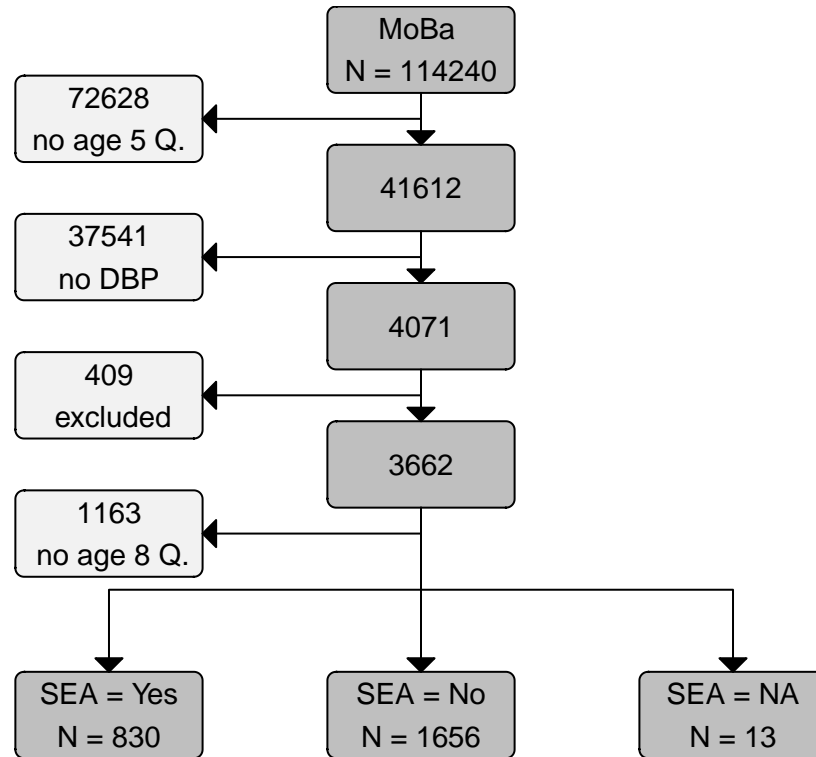 MoBa
N = 114240
72628
no age 5 Q.
41612
37541
no DBP
4071
409
excluded
3662
1163
no age 8 Q.
SEA = Yes
N = 830
SEA = No
N = 1656
SEA = NA
N = 13